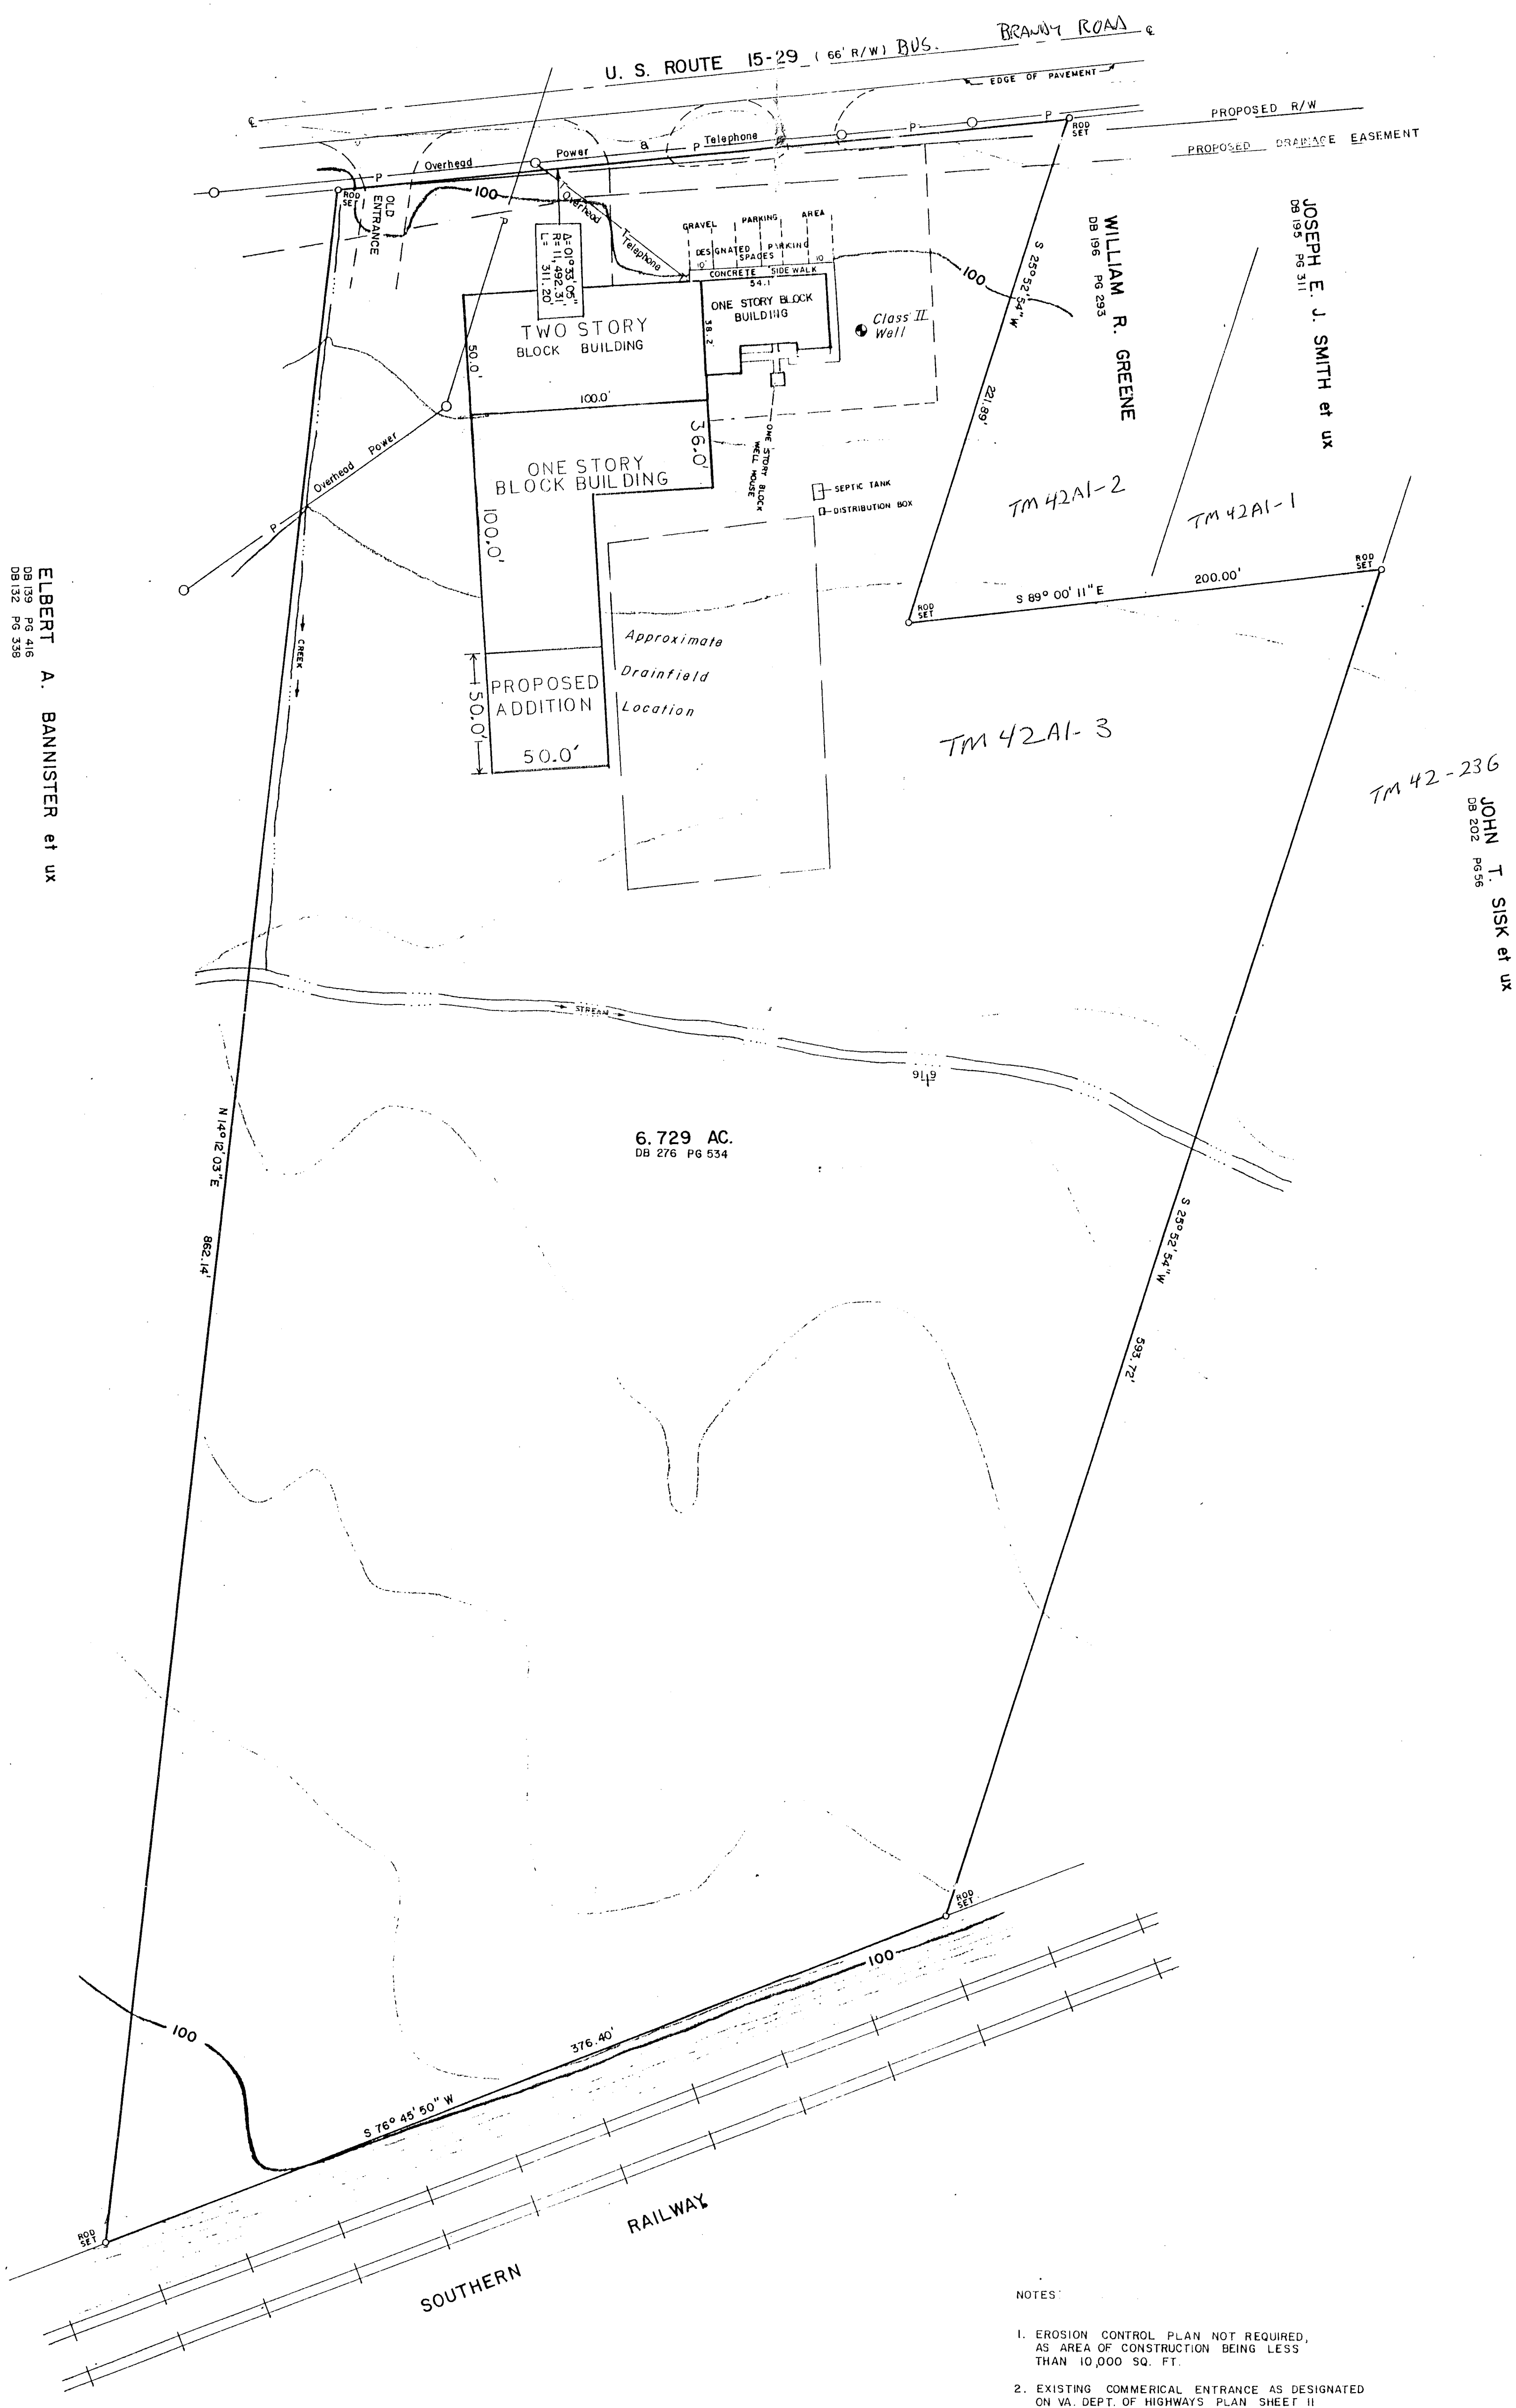 BRANDY ROAD ℄
U. S. ROUTE 15-29 ( 66' R/W) BUS.
EDGE OF PAVEMENT
℄
PROPOSED R/W
PROPOSED DRAINAGE EASEMENT
P Overhead Power & P Telephone P P
ROD SET
ROD SET
OLD ENTRANCE
100
P
T Overhead T Telephone
Δ= 01° 33' 05"
R= 11, 492.31'
L= 311.20'
GRAVEL PARKING AREA
DESIGNATED PARKING
SPACES
10' 10'
CONCRETE SIDE WALK
54.1'
ONE STORY BLOCK
BUILDING
38.2'
TWO STORY
BLOCK BUILDING
50.0'
100.0'
Class II
Well
100
S 25° 52' 54" W
221.89'
WILLIAM R. GREENE
DB 196 PG 293
JOSEPH E. J. SMITH et ux
DB 195 PG 311
ONE STORY
BLOCK BUILDING
36.0'
100.0'
ONE STORY BLOCK
WELL HOUSE
SEPTIC TANK
DISTRIBUTION BOX
TM 42A1-2
TM 42A1-1
Overhead Power
P
ROD SET
S 89° 00' 11" E 200.00'
ROD SET
CREEK
Approximate
Drainfield
Location
PROPOSED
ADDITION
50.0'
50.0'
TM 42A1-3
TM 42-23G
JOHN T. SISK et ux
DB 202 PG 56
ELBERT A. BANNISTER et ux
DB 139 PG 416
DB 132 PG 338
STREAM
6.729 AC.
DB 276 PG 534
N 14° 12' 03" E
862.14'
S 25° 52' 54" W
593.72'
ROD SET
100
100
376.40'
S 76° 45' 50" W
ROD SET
SOUTHERN RAILWAY
NOTES:
1. EROSION CONTROL PLAN NOT REQUIRED,
AS AREA OF CONSTRUCTION BEING LESS
THAN 10,000 SQ. FT.
2. EXISTING COMMERICAL ENTRANCE AS DESIGNATED
ON VA. DEPT. OF HIGHWAYS PLAN SHEET 11